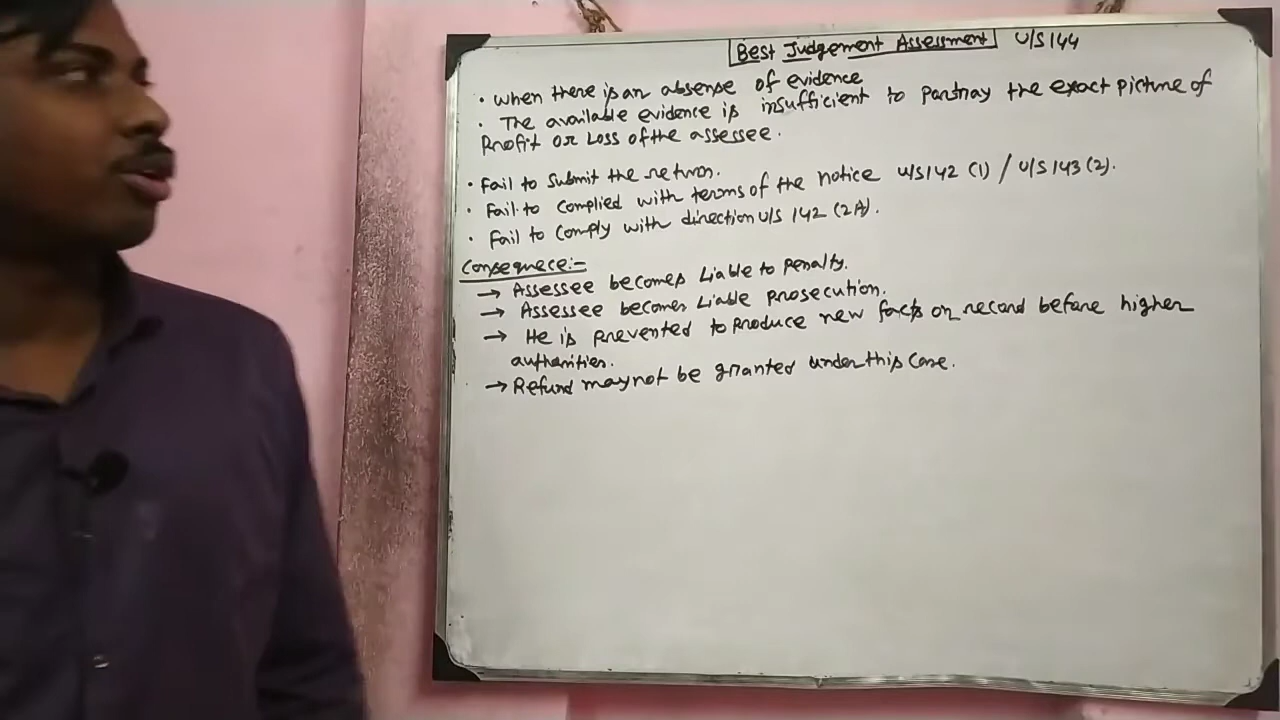 Best Judgement Assessment U/S 144
• when there is an absense of evidence
• The available evidence is insufficient to portray the exact picture of
Profit or Loss of the assessee.
• Fail to submit the return.
• Fail to complied with terms of the notice u/s 142 (1) / U/S 143 (2).
• Fail to comply with direction u/s 142 (2A).
Consequece:-
→ Assessee becomes Liable to penalty.
→ Assessee becomes Liable prosecution.
→ He is prevented to produce new facts on record before higher
authorities.
→ Refund may not be granted under this case.